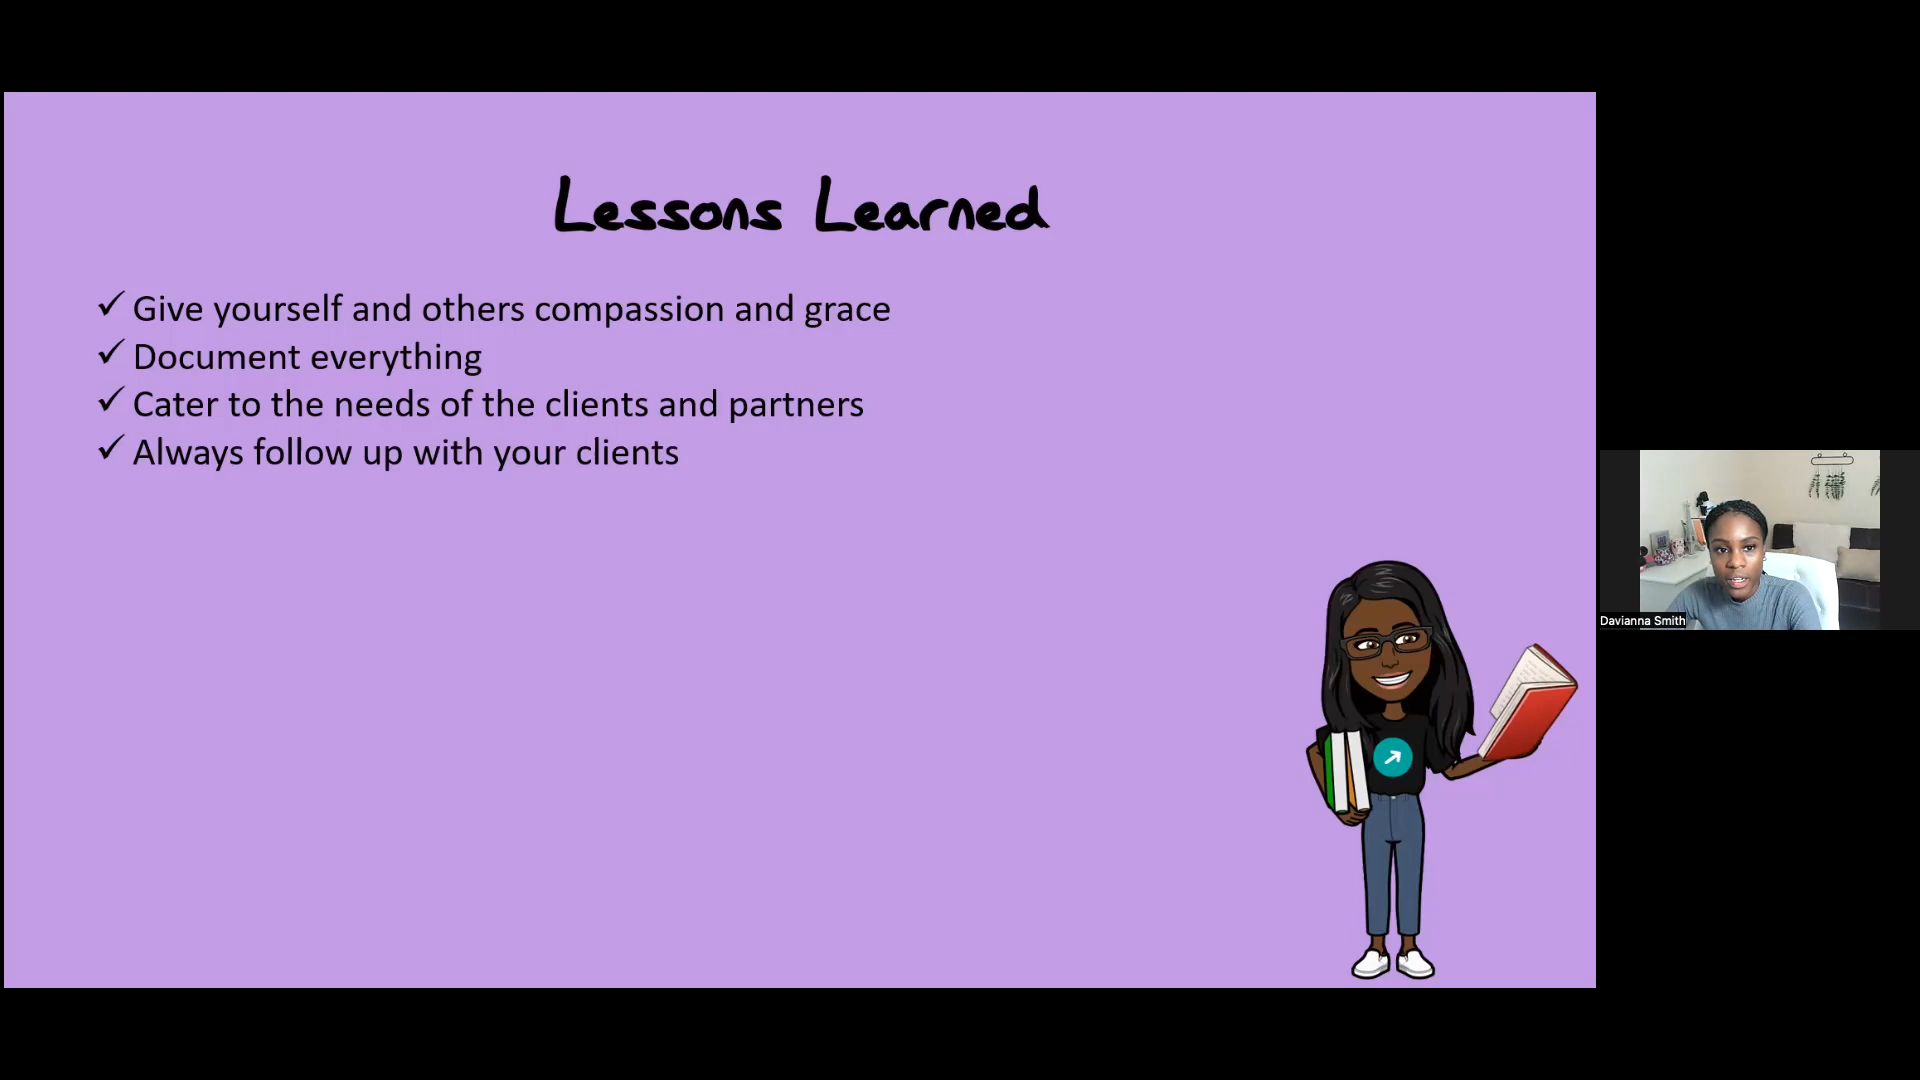 Lessons Learned
✓ Give yourself and others compassion and grace
✓ Document everything
✓ Cater to the needs of the clients and partners
✓ Always follow up with your clients
Davianna Smith